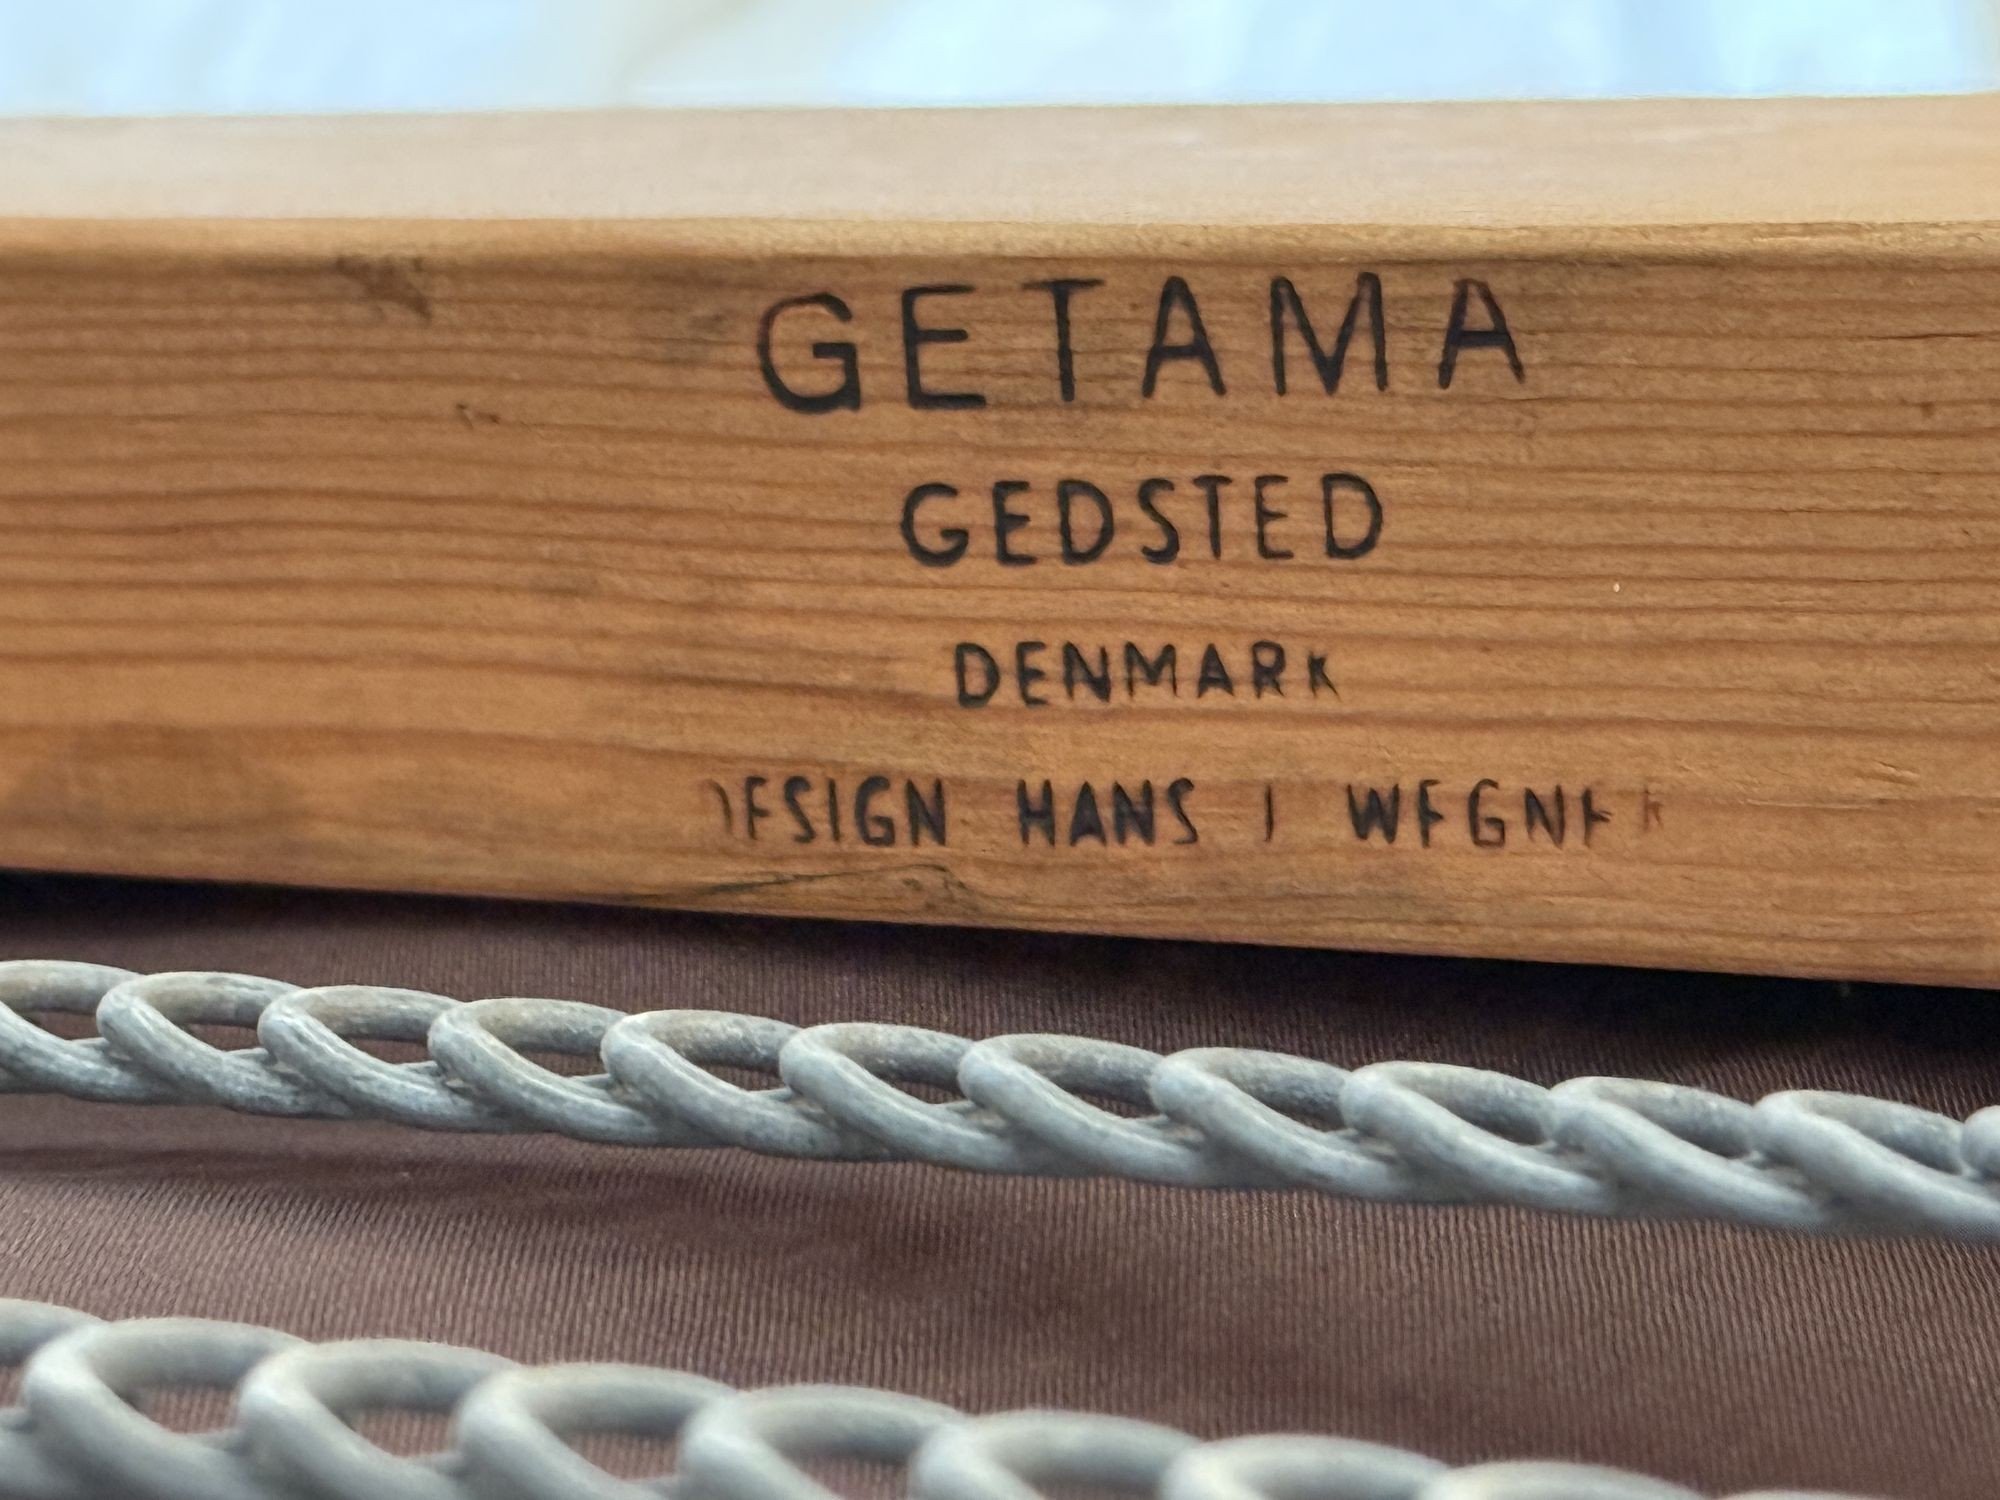 GETAMA
GEDSTED
DENMARK
DESIGN HANS J WEGNER